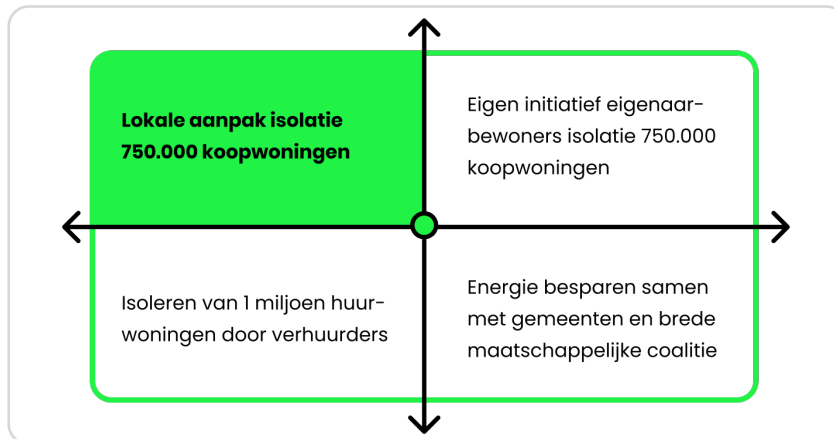 Lokale aanpak isolatie
750.000 koopwoningen
Eigen initiatief eigenaar-
bewoners isolatie 750.000
koopwoningen
Isoleren van 1 miljoen huur-
woningen door verhuurders
Energie besparen samen
met gemeenten en brede
maatschappelijke coalitie